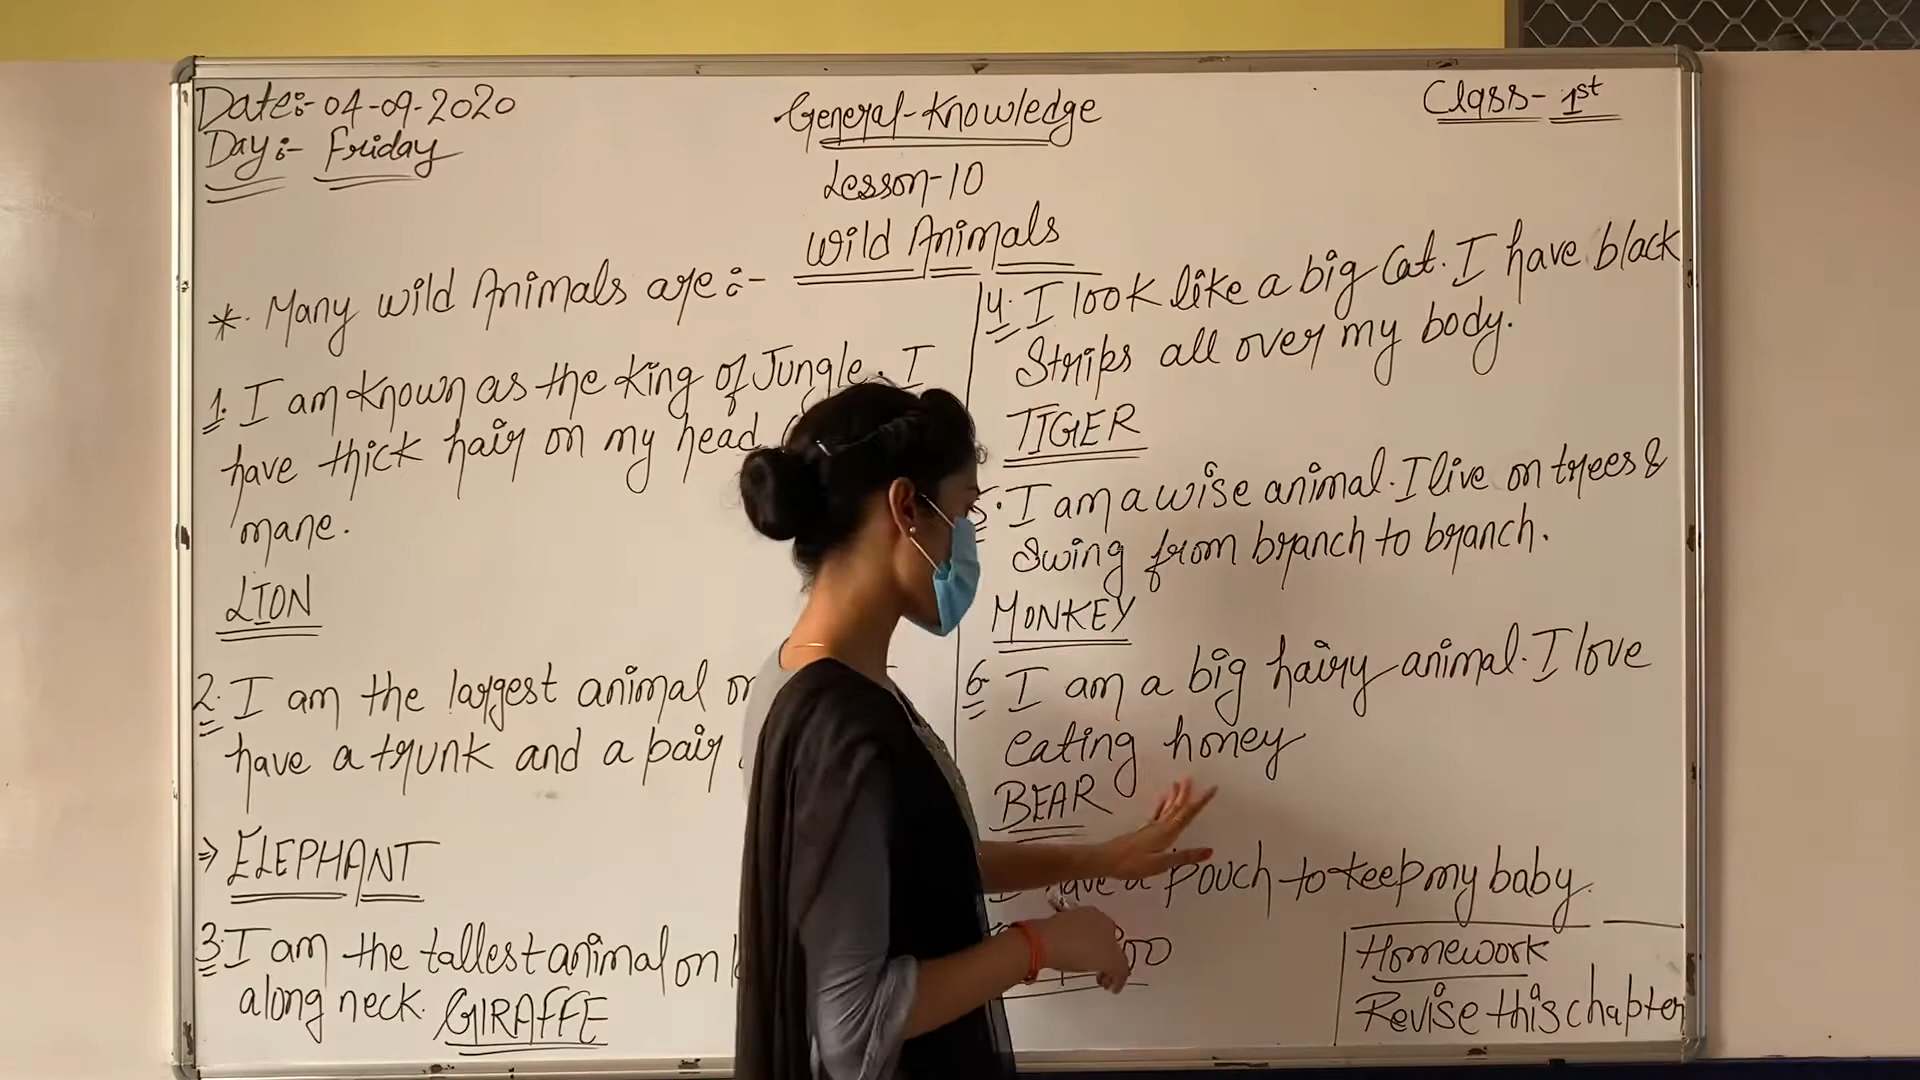 Date:- 04-09-2020
Day:- Friday
General-Knowledge
Class- 1st
Lesson-10
Wild Animals
*. Many wild Animals are:-
1. I am known as the king of Jungle. I
have thick hair on my head
mane.
LION
2. I am the largest animal
have a trunk and a pair
⇒ ELEPHANT
3. I am the tallest animal on
along neck. GIRAFFE
4. I look like a big Cat. I have black
Strips all over my body.
TIGER
5. I am a wise animal. I live on trees &
Swing from branch to branch.
MONKEY
6 I am a big hairy animal. I love
eating honey
BEAR
have a pouch to keep my baby.
Homework
Revise this chapter